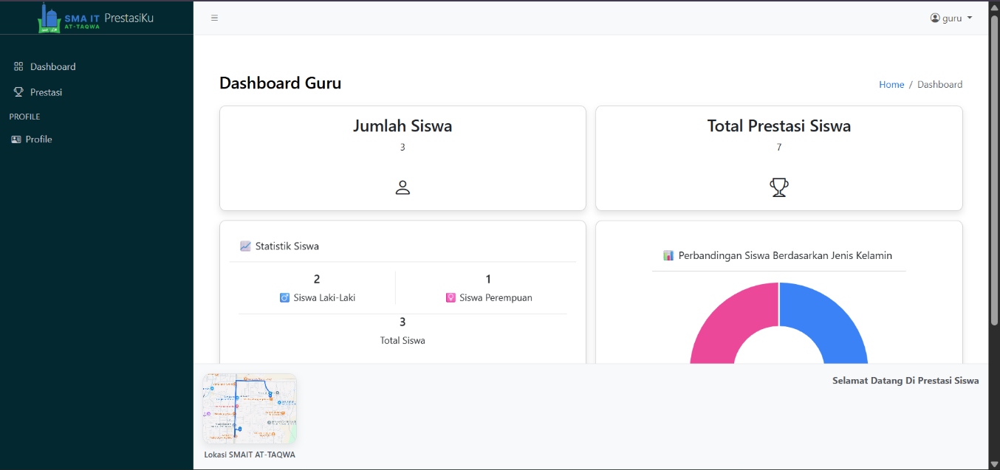 SMA IT
AT-TAQWA
PrestasiKu
guru
Dashboard
Prestasi
PROFILE
Profile
Dashboard Guru
Home / Dashboard
Jumlah Siswa
3
Total Prestasi Siswa
7
Statistik Siswa
2
Siswa Laki-Laki
1
Siswa Perempuan
3
Total Siswa
Perbandingan Siswa Berdasarkan Jenis Kelamin
Lokasi SMAIT AT-TAQWA
Selamat Datang Di Prestasi Siswa